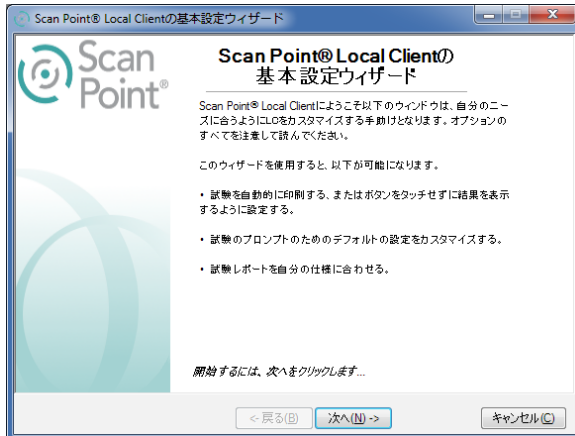 Scan Point® Local Clientの基本設定ウィザード
Scan
Point®
Scan Point® Local Clientの
基本設定ウィザード
Scan Point® Local Clientにようこそ以下のウィンドウは、自分のニー
ズに合うようにLCをカスタマイズする手助けとなります。オプションの
すべてを注意して読んでください。
このウィザードを使用すると、以下が可能になります。
・ 試験を自動的に印刷する、またはボタンをタッチせずに結果を表示
するように設定する。
・ 試験のプロンプトのためのデフォルトの設定をカスタマイズする。
・ 試験レポートを自分の仕様に合わせる。
開始するには、次へをクリックします...
<- 戻る(B)
次へ(N) ->
キャンセル(C)